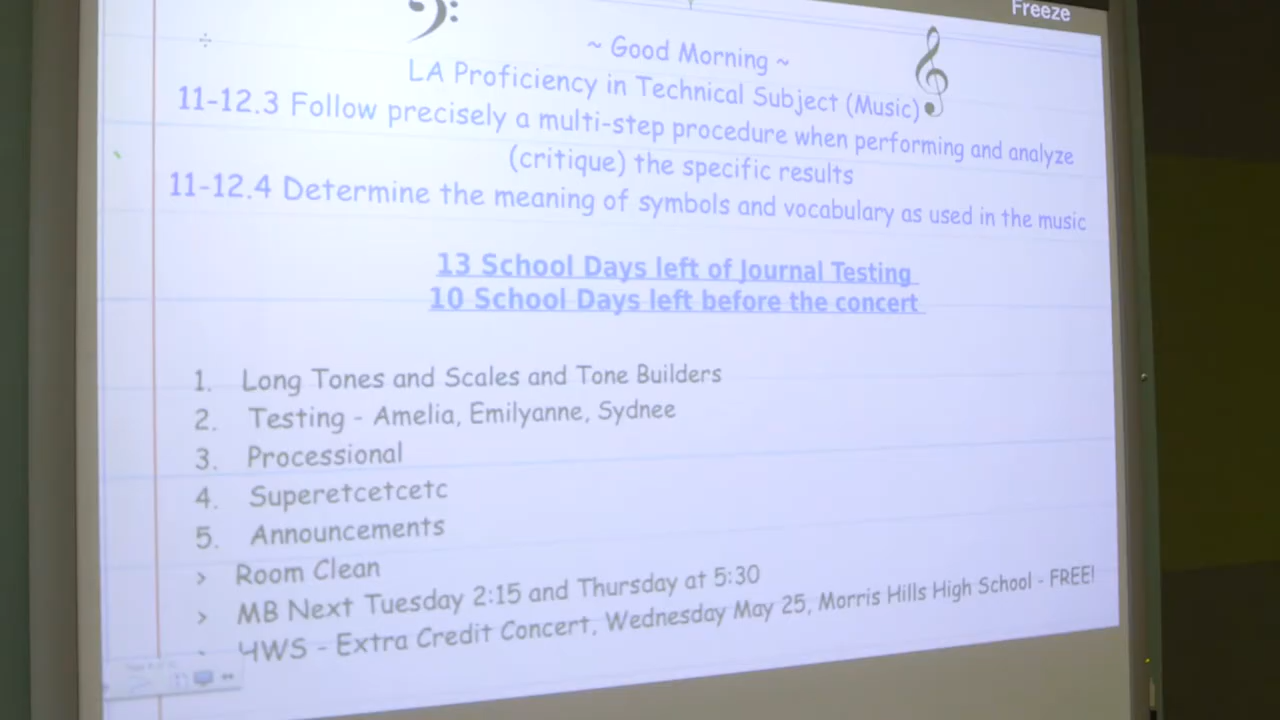 Freeze
~ Good Morning ~
LA Proficiency in Technical Subject (Music)
11-12.3 Follow precisely a multi-step procedure when performing and analyze
(critique) the specific results
11-12.4 Determine the meaning of symbols and vocabulary as used in the music
13 School Days left of Journal Testing
10 School Days left before the concert
1. Long Tones and Scales and Tone Builders
2. Testing - Amelia, Emilyanne, Sydnee
3. Processional
4. Superetcetcetc
5. Announcements
> Room Clean
> MB Next Tuesday 2:15 and Thursday at 5:30
HWS - Extra Credit Concert, Wednesday May 25, Morris Hills High School - FREE!